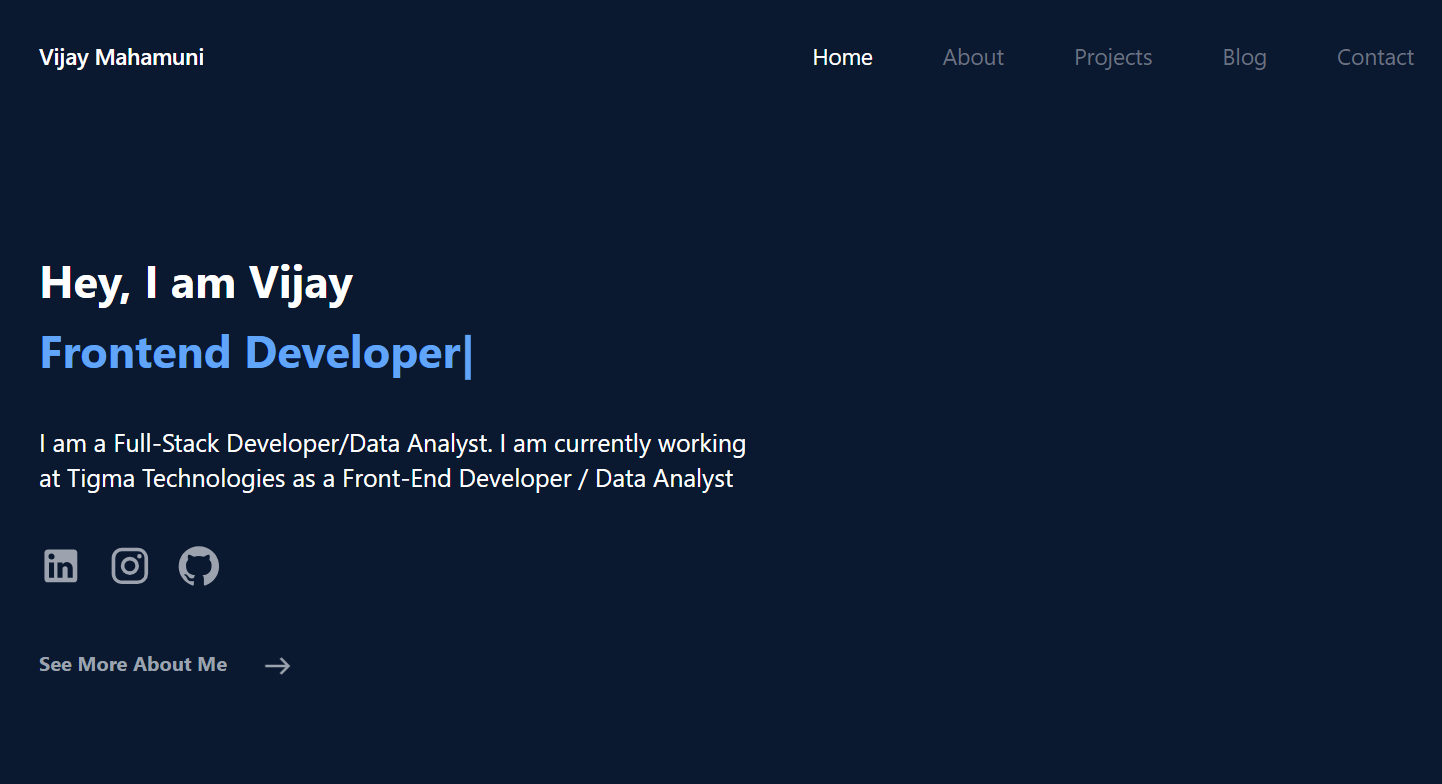 Vijay Mahamuni
Home About Projects Blog Contact
Hey, I am Vijay
Frontend Developer|
I am a Full-Stack Developer/Data Analyst. I am currently working
at Tigma Technologies as a Front-End Developer / Data Analyst
in
See More About Me